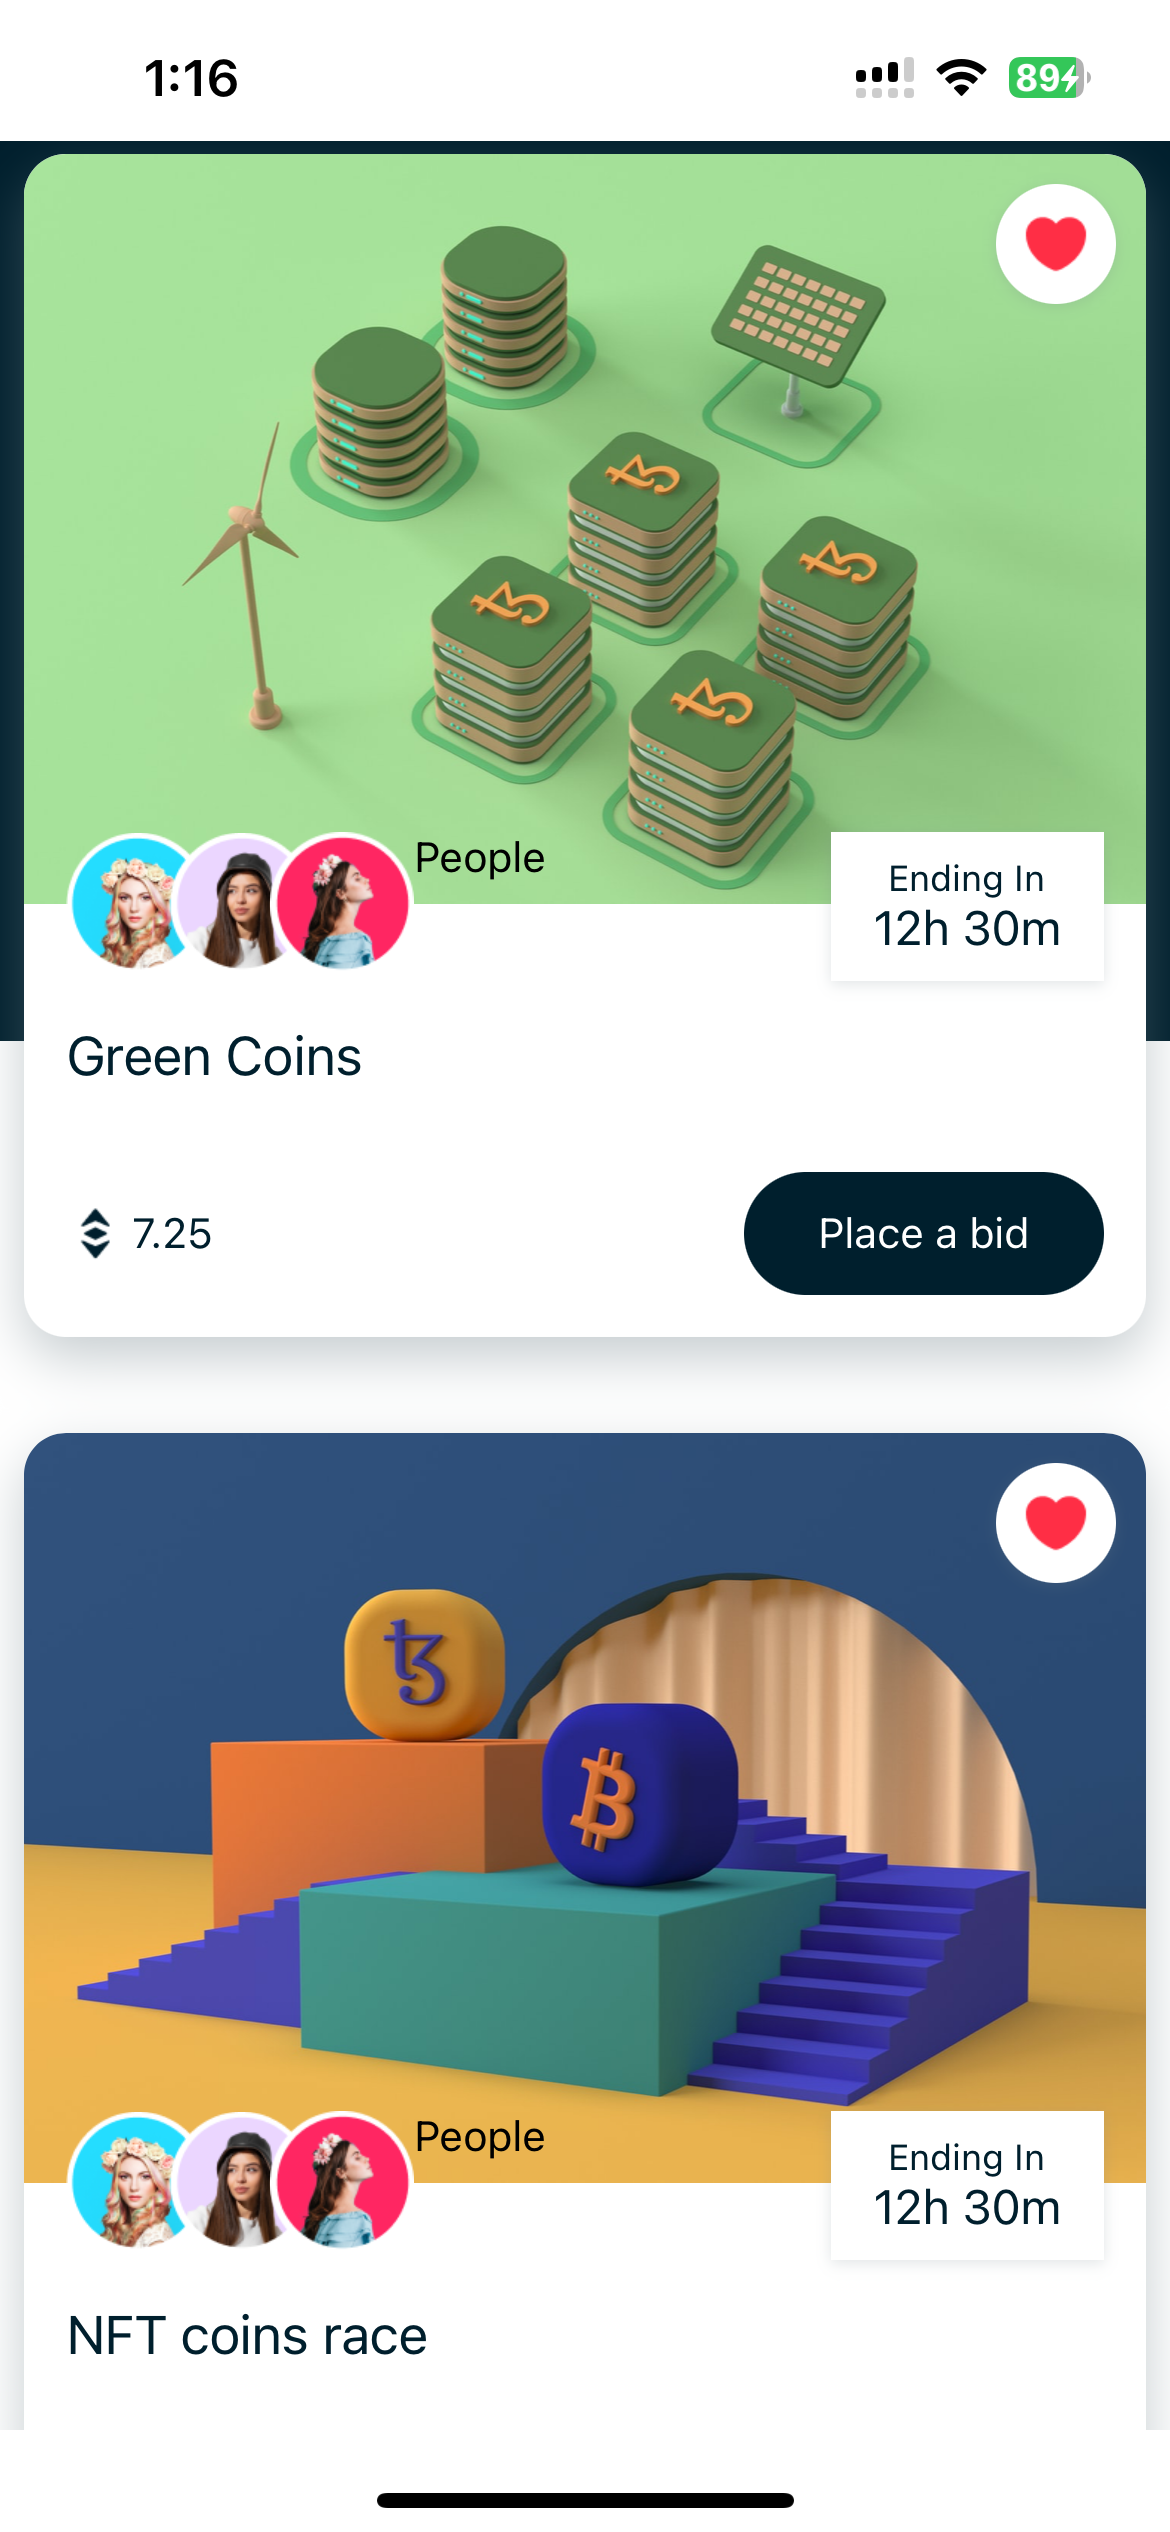 1:16
89
People
Ending In
12h 30m
Green Coins
7.25
Place a bid
People
Ending In
12h 30m
NFT coins race